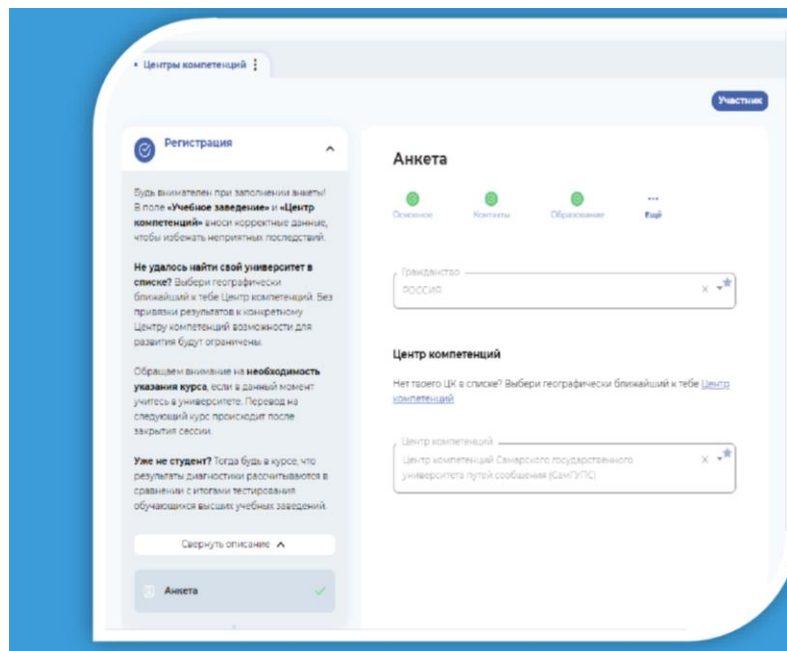 Центры компетенций
Участник
Регистрация
Будь внимателен при заполнении анкеты!
В поле «Учебное заведение» и «Центр
компетенций» вноси корректные данные,
чтобы избежать неприятных последствий.
Не удалось найти свой университет в
списке? Выбери географически
ближайший к тебе Центр компетенций. Без
привязки результатов к конкретному
Центру компетенций возможности для
развития будут ограничены.
Обращаем внимание на необходимость
указания курса, если в данный момент
учитесь в университете. Перевод на
следующий курс происходит после
закрытия сессии.
Уже не студент? Тогда будь в курсе, что
результаты диагностики рассчитываются в
сравнении с итогами тестирования
обучающихся высших учебных заведений.
Свернуть описание
Анкета
Анкета
Основное Контакты Образование Ещё
Гражданство
РОССИЯ
Центр компетенций
Нет твоего ЦК в списке? Выбери географически ближайший к тебе Центр
компетенций
Центр компетенций
Центр компетенций Самарского государственного
университета путей сообщения (СамГУПС)